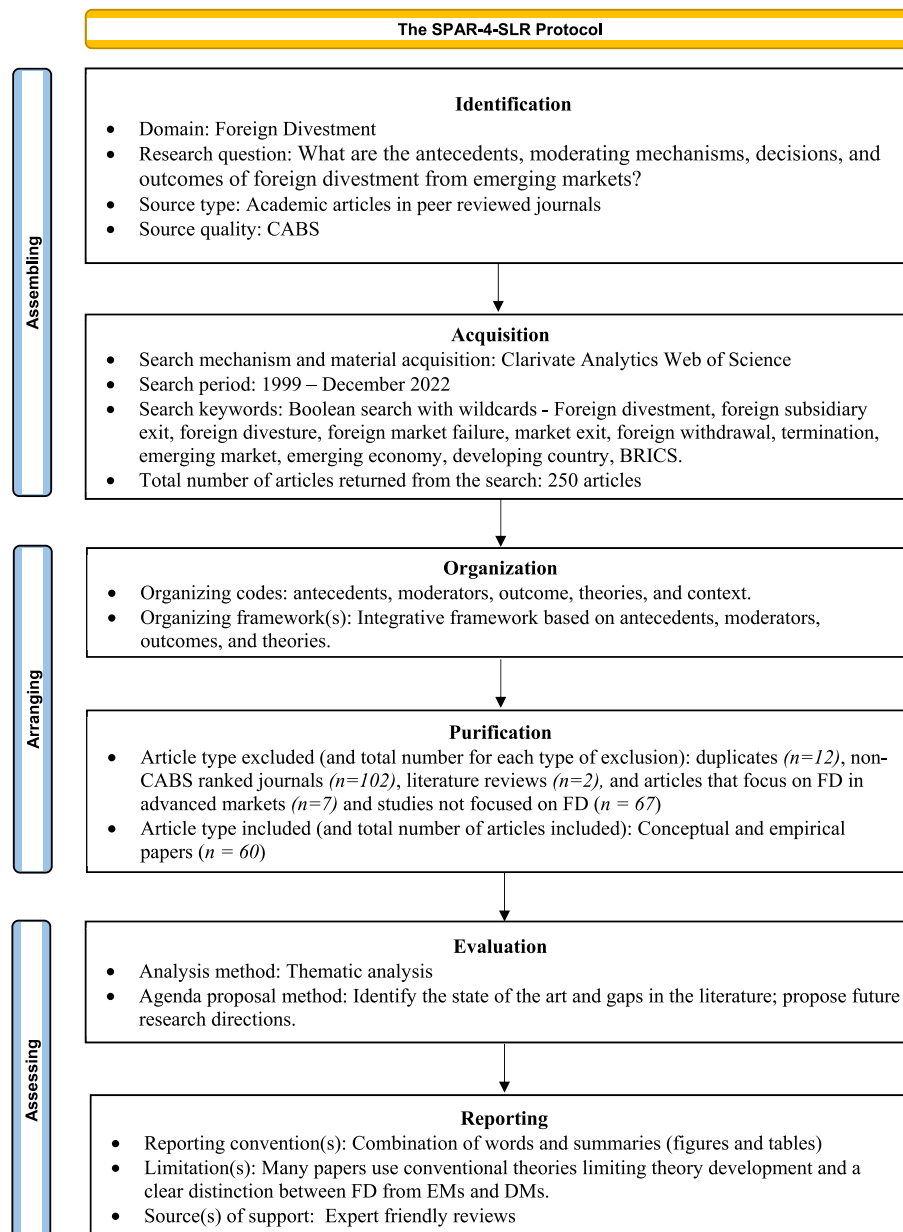 The SPAR-4-SLR Protocol
Assembling
Identification
• Domain: Foreign Divestment
• Research question: What are the antecedents, moderating mechanisms, decisions, and
outcomes of foreign divestment from emerging markets?
• Source type: Academic articles in peer reviewed journals
• Source quality: CABS
Acquisition
• Search mechanism and material acquisition: Clarivate Analytics Web of Science
• Search period: 1999 – December 2022
• Search keywords: Boolean search with wildcards - Foreign divestment, foreign subsidiary
exit, foreign divesture, foreign market failure, market exit, foreign withdrawal, termination,
emerging market, emerging economy, developing country, BRICS.
• Total number of articles returned from the search: 250 articles
Arranging
Organization
• Organizing codes: antecedents, moderators, outcome, theories, and context.
• Organizing framework(s): Integrative framework based on antecedents, moderators,
outcomes, and theories.
Purification
• Article type excluded (and total number for each type of exclusion): duplicates (n=12), non-
CABS ranked journals (n=102), literature reviews (n=2), and articles that focus on FD in
advanced markets (n=7) and studies not focused on FD (n = 67)
• Article type included (and total number of articles included): Conceptual and empirical
papers (n = 60)
Assessing
Evaluation
• Analysis method: Thematic analysis
• Agenda proposal method: Identify the state of the art and gaps in the literature; propose future
research directions.
Reporting
• Reporting convention(s): Combination of words and summaries (figures and tables)
• Limitation(s): Many papers use conventional theories limiting theory development and a
clear distinction between FD from EMs and DMs.
• Source(s) of support: Expert friendly reviews